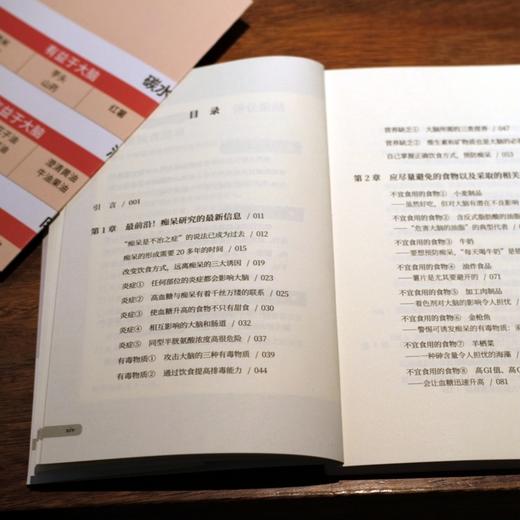 有益于大脑
芋头
山药
红薯
碳水
益于大脑
澄清黄油
牛油果油
目 录
引 言 / 001
第 1 章 最前沿！痴呆研究的最新信息 / 011
“痴呆是不治之症”的说法已成为过去 / 012
痴呆的形成需要 20 多年的时间 / 015
改变饮食方式，远离痴呆的三大诱因 / 019
炎症① 任何部位的炎症都会影响大脑 / 023
炎症② 高血糖与痴呆有着千丝万缕的联系 / 025
炎症③ 使血糖升高的食物不只有甜食 / 030
炎症④ 相互影响的大脑和肠道 / 032
炎症⑤ 同型半胱氨酸浓度高很危险 / 037
有毒物质① 攻击大脑的三种有毒物质 / 039
有毒物质② 通过饮食提高排毒能力 / 044
XIV
营养缺乏① 大脑所需的三类营养 / 047
营养缺乏② 维生素和矿物质也是大脑的必
自己掌握正确饮食方式，预防痴呆 /
第 2 章 应尽量避免的食物以及采取的相关
不宜食用的食物① 小麦制品
——虽然好吃，但对大脑有潜在不良影响
不宜食用的食物② 含反式脂肪酸的油脂
——“危害大脑的油脂”的典型代表 /
不宜食用的食物③ 牛奶
——要想预防痴呆，“每天喝牛奶”是错
不宜食用的食物④ 油炸食品
——薯片是尤其要避开的 /
不宜食用的食物⑤ 加工肉制品
——着色剂对大脑的影响令人担忧 /
不宜食用的食物⑥ 金枪鱼
——警惕可诱发痴呆的有毒物质：汞
不宜食用的食物⑦ 羊栖菜
——一种砷含量令人担忧的海藻
不宜食用的食物⑧ 高GI值、高G
——会让血糖迅速升高 / 081